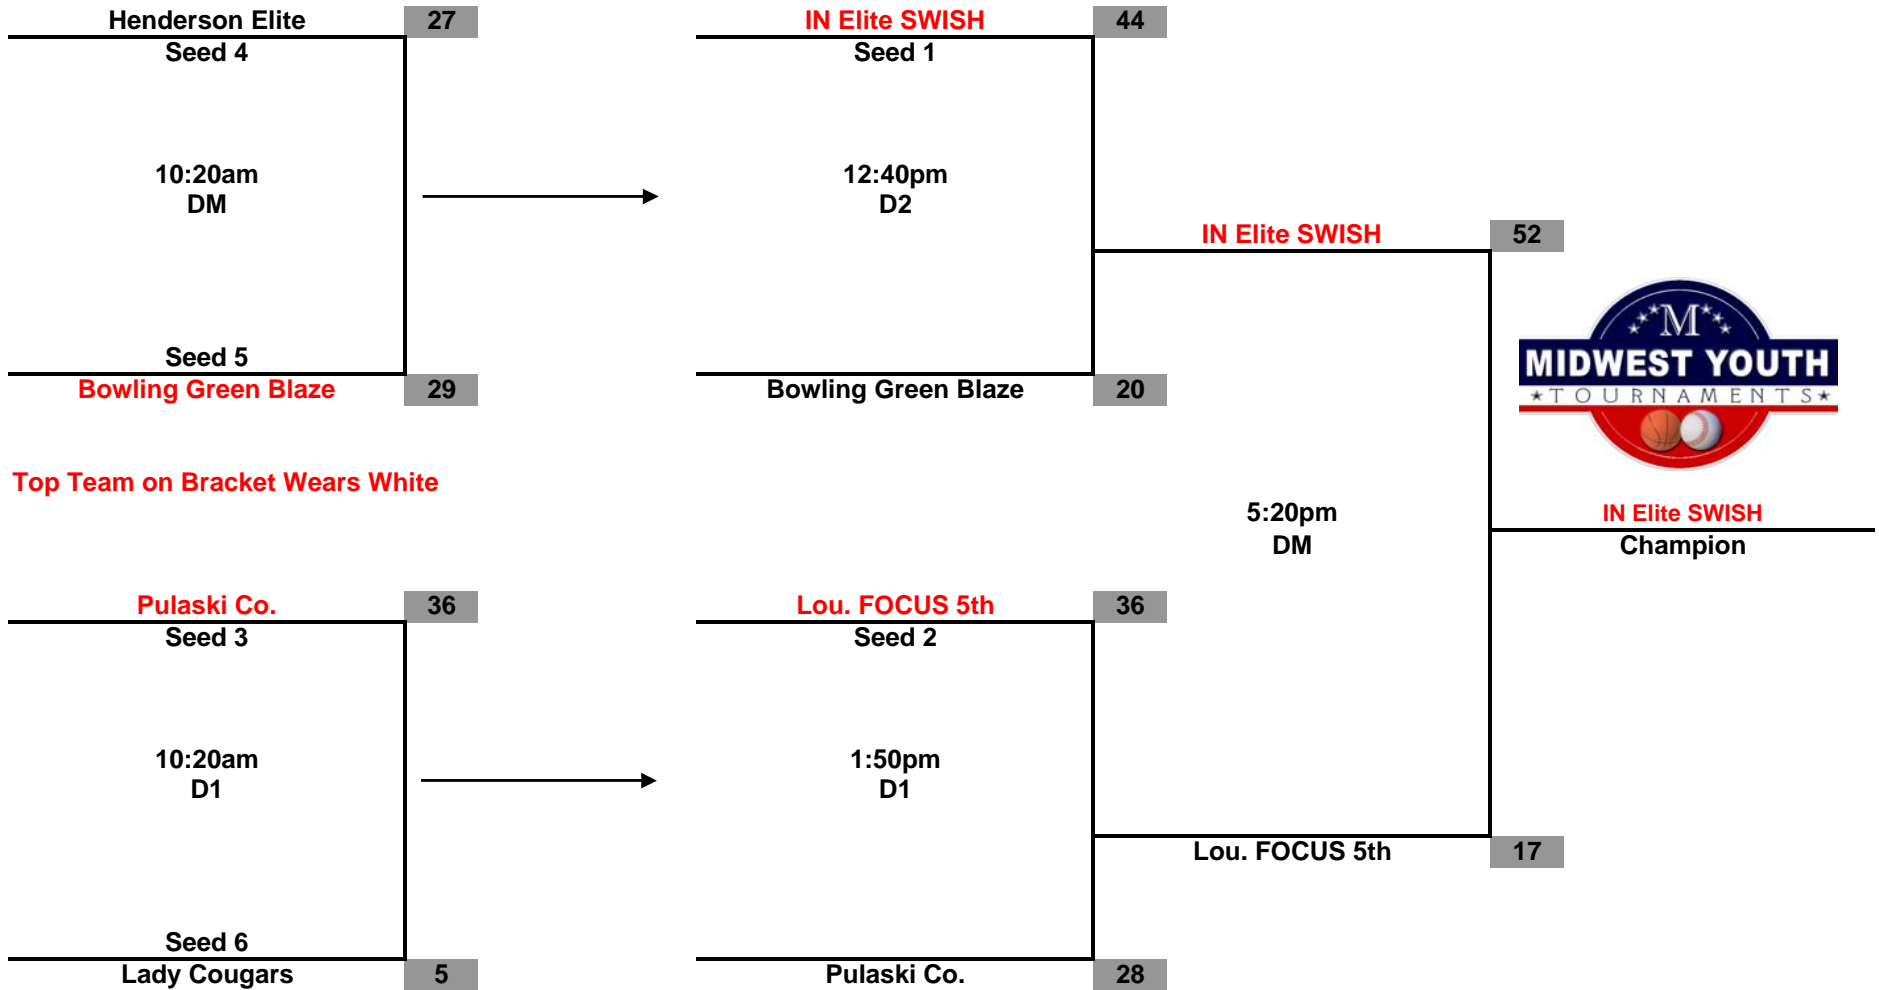 Henderson Elite 27
Seed 4
10:20am
DM
Seed 5
Bowling Green Blaze 29
IN Elite SWISH 44
Seed 1
12:40pm
D2
Bowling Green Blaze 20
IN Elite SWISH 52
M
MIDWEST YOUTH
TOURNAMENTS
Top Team on Bracket Wears White
5:20pm
DM
IN Elite SWISH
Champion
Pulaski Co. 36
Seed 3
10:20am
D1
Seed 6
Lady Cougars 5
Lou. FOCUS 5th 36
Seed 2
1:50pm
D1
Pulaski Co. 28
Lou. FOCUS 5th 17